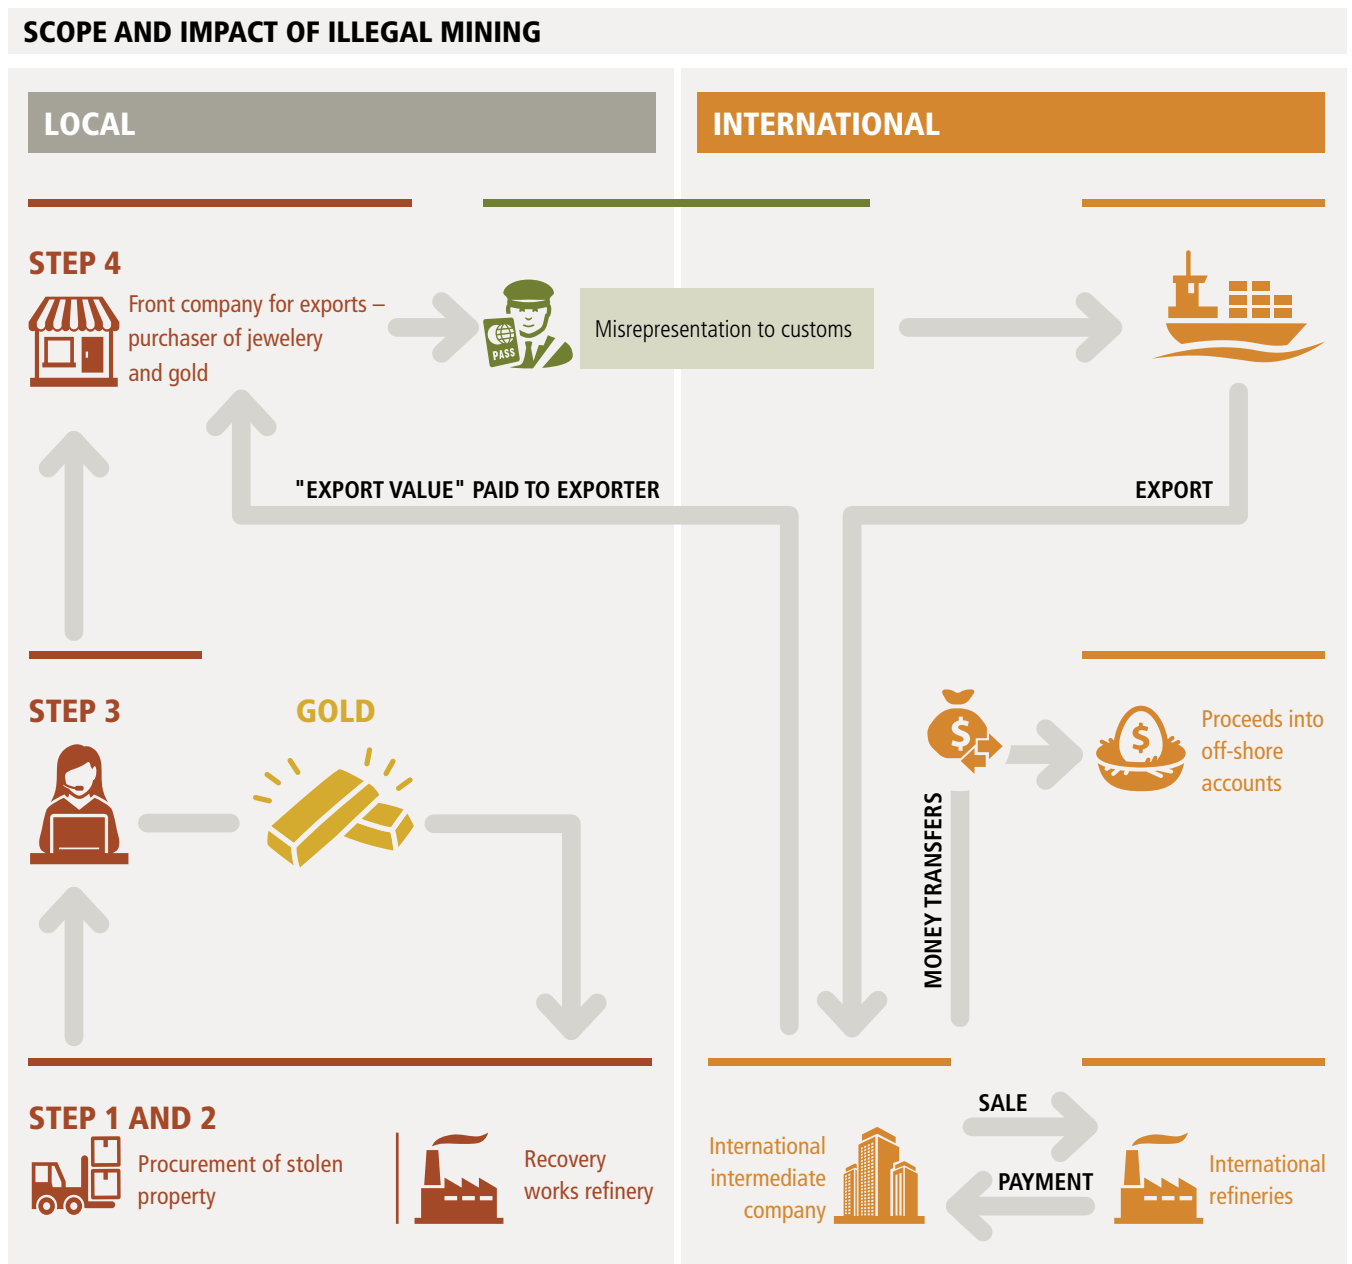 SCOPE AND IMPACT OF ILLEGAL MINING
LOCAL
INTERNATIONAL
STEP 4
Front company for exports –
purchaser of jewelery
and gold
PASS
Misrepresentation to customs
"EXPORT VALUE" PAID TO EXPORTER
EXPORT
STEP 3
GOLD
$
$
Proceeds into
off-shore
accounts
MONEY TRANSFERS
STEP 1 AND 2
Procurement of stolen
property
Recovery
works refinery
International
intermediate
company
SALE
PAYMENT
International
refineries